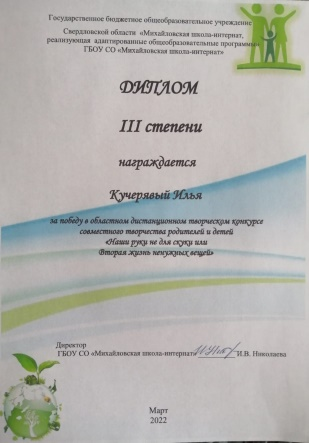 Государственное бюджетное общеобразовательное учреждение
Свердловской области «Михайловская школа-интернат,
реализующая адаптированные общеобразовательные программы»
ГБОУ СО «Михайловская школа-интернат»
ДИПЛОМ
III степени
награждается
Кучерявый Илья
за победу в областном дистанционном творческом конкурсе
совместного творчества родителей и детей
«Наши руки не для скуки или
Вторая жизнь ненужных вещей»
Директор
ГБОУ СО «Михайловская школа-интернат» И.В. Николаева
Март
2022